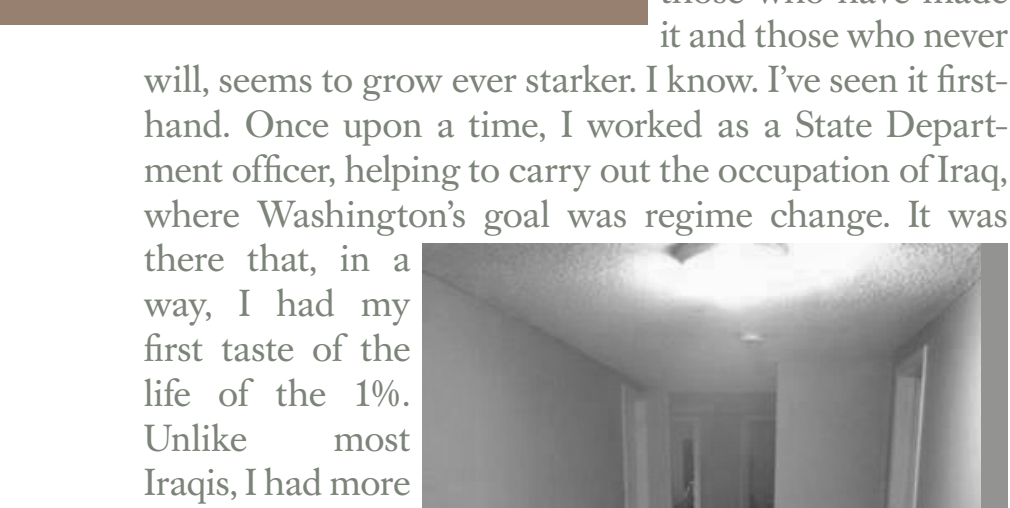 those who have made
it and those who never
will, seems to grow ever starker. I know. I’ve seen it first-
hand. Once upon a time, I worked as a State Depart-
ment officer, helping to carry out the occupation of Iraq,
where Washington’s goal was regime change. It was
there that, in a
way, I had my
first taste of the
life of the 1%.
Unlike most
Iraqis, I had more